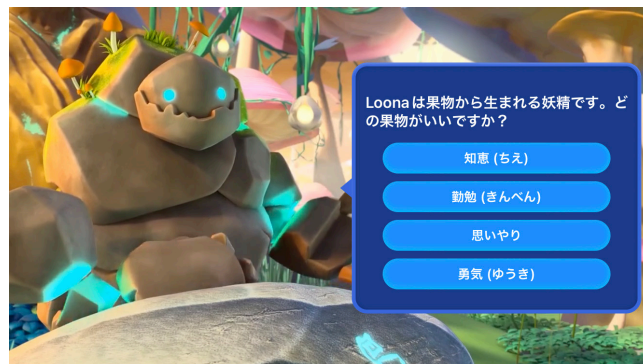 Loonaは果物から生まれる妖精です。ど
の果物がいいですか？
知恵 (ちえ)
勤勉 (きんべん)
思いやり
勇気 (ゆうき)